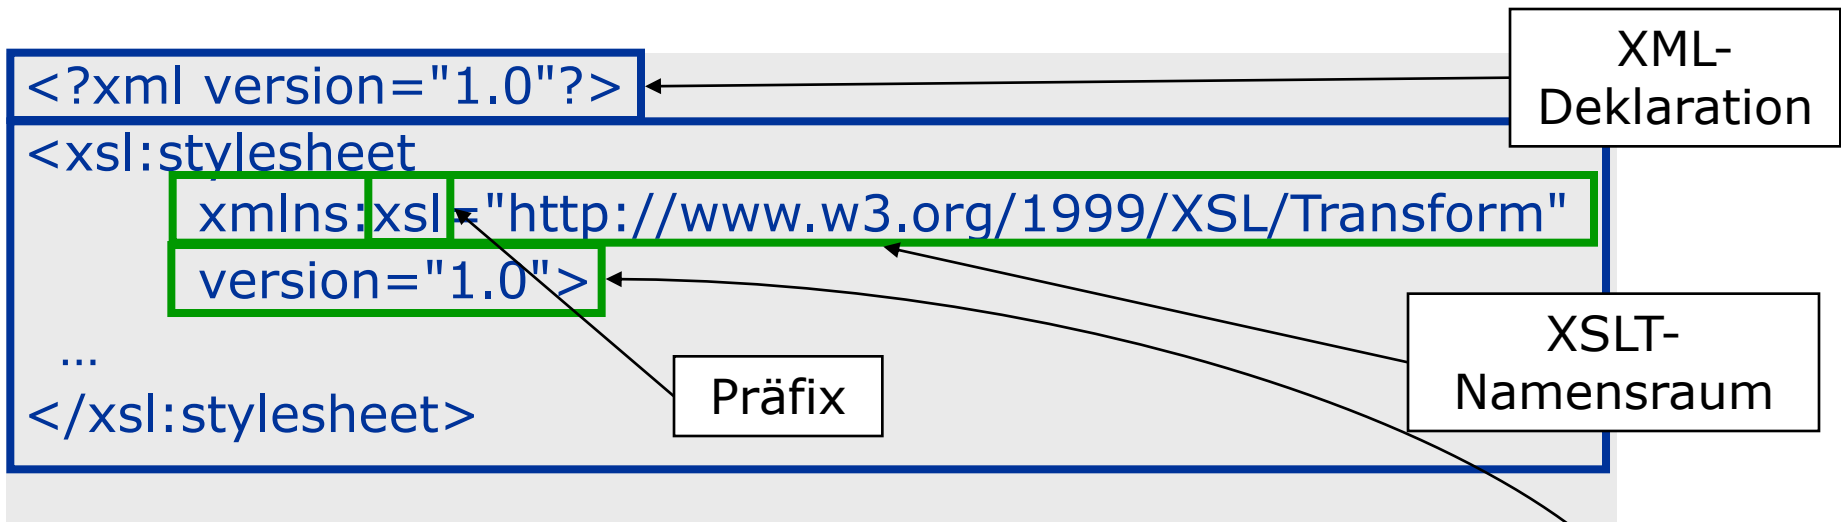 <?xml version="1.0"?>
<xsl:stylesheet
xmlns:xsl="http://www.w3.org/1999/XSL/Transform"
version="1.0">
…
</xsl:stylesheet>
XML-
Deklaration
XSLT-
Namensraum
Präfix